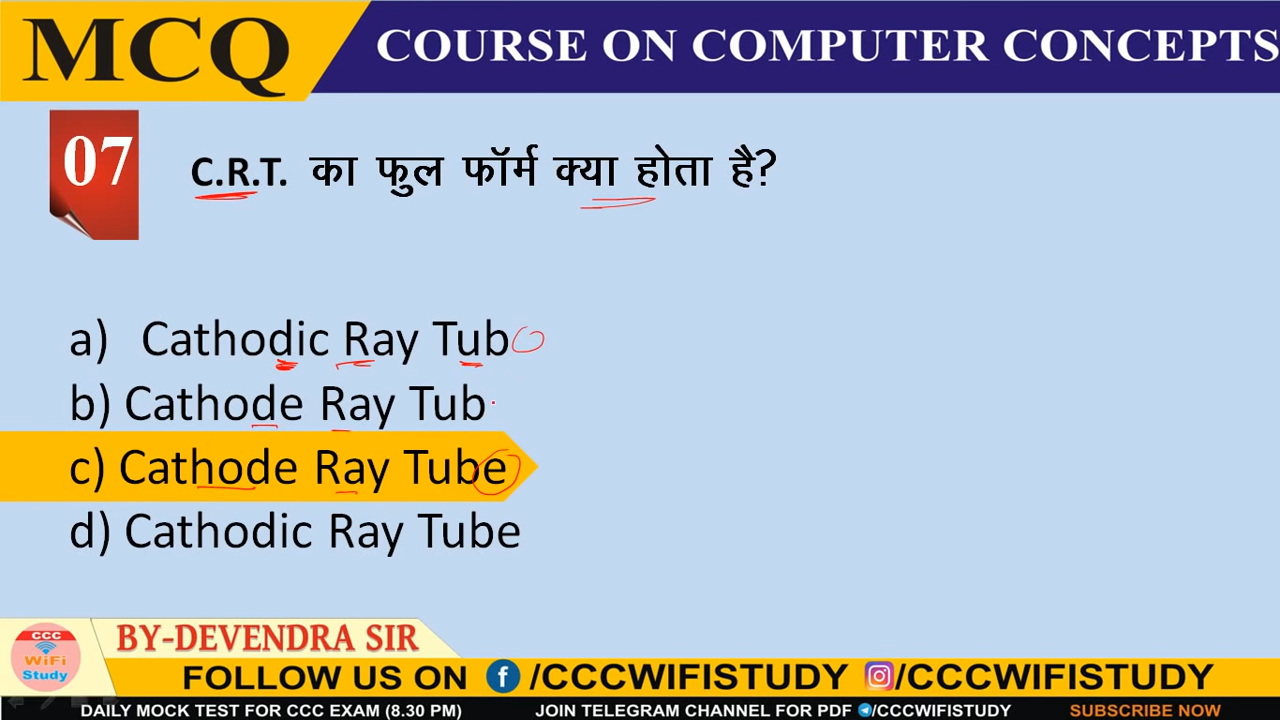 MCQ
COURSE ON COMPUTER CONCEPTS
07
C.R.T. का फुल फॉर्म क्या होता है?
a) Cathodic Ray Tub
b) Cathode Ray Tub
c) Cathode Ray Tube
d) Cathodic Ray Tube
CCC
WiFi
Study
BY-DEVENDRA SIR
FOLLOW US ON f /CCCWIFISTUDY /CCCWIFISTUDY
DAILY MOCK TEST FOR CCC EXAM (8.30 PM) JOIN TELEGRAM CHANNEL FOR PDF /CCCWIFISTUDY SUBSCRIBE NOW